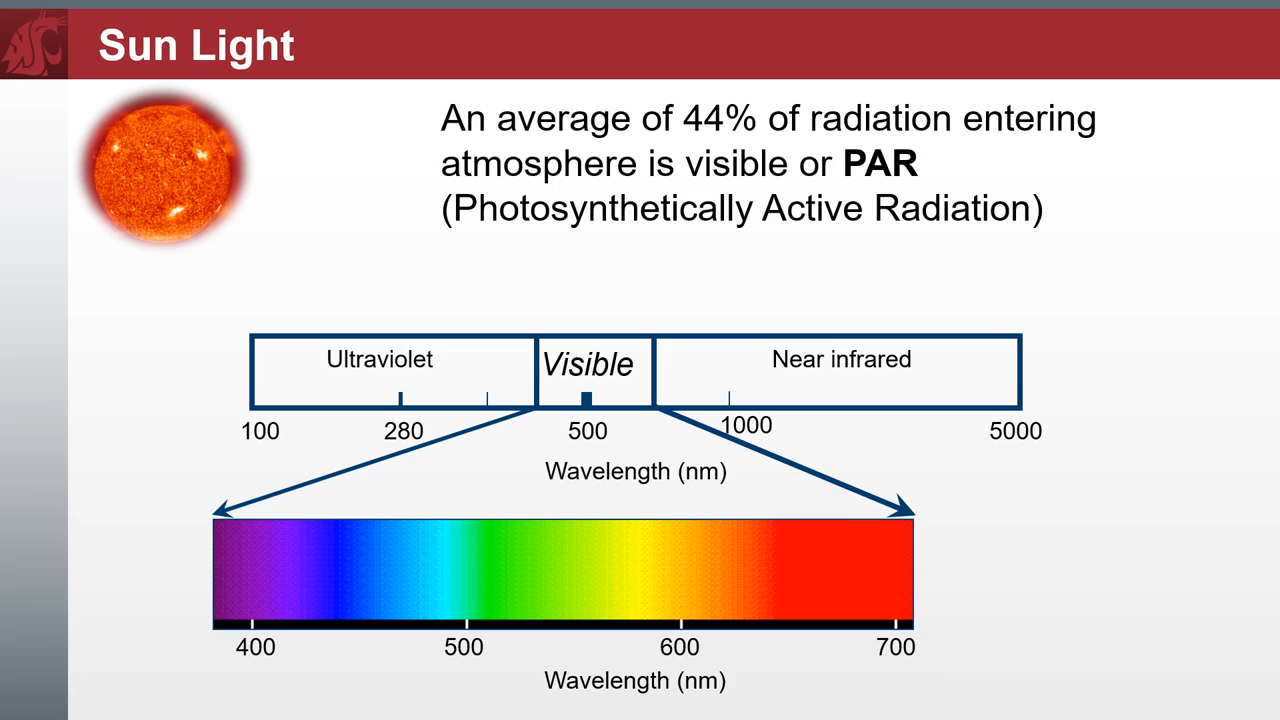 Sun Light
An average of 44% of radiation entering
atmosphere is visible or PAR
(Photosynthetically Active Radiation)
Ultraviolet
Visible
Near infrared
100
280
500
1000
5000
Wavelength (nm)
400
500
600
700
Wavelength (nm)